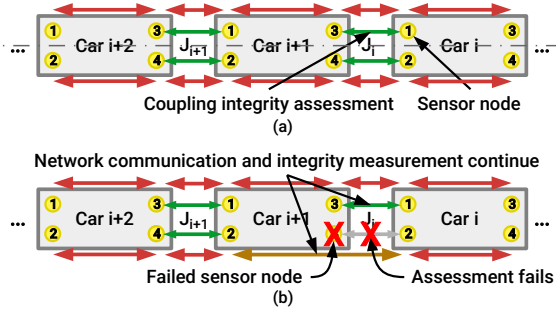 1 3 1 3 1 3
... Car i+2 J i+1 Car i+1 J i Car i ...
2 4 2 4 2 4
Coupling integrity assessment Sensor node
(a)
Network communication and integrity measurement continue
1 3 1 3 1 3
... Car i+2 J i+1 Car i+1 J i Car i ...
2 4 2 X X 2 4
Failed sensor node Assessment fails
(b)